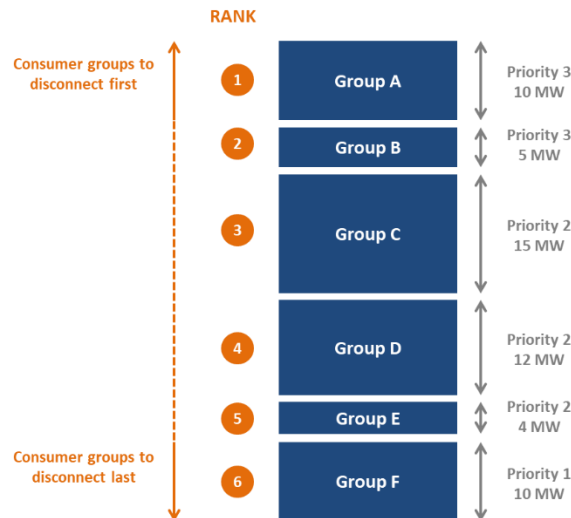 RANK
Consumer groups to
disconnect first
1
Group A
Priority 3
10 MW
2
Group B
Priority 3
5 MW
3
Group C
Priority 2
15 MW
4
Group D
Priority 2
12 MW
5
Group E
Priority 2
4 MW
Consumer groups to
disconnect last
6
Group F
Priority 1
10 MW